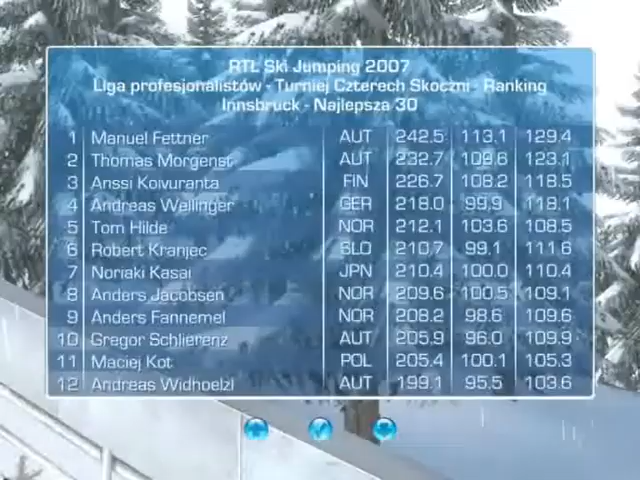 RTL Ski Jumping 2007
Liga profesjonalistów - Turniej Czterech Skoczni - Ranking
Innsbruck - Najlepsza 30
1 Manuel Fettner AUT 242.5 113.1 129.4
2 Thomas Morgenst AUT 232.7 109.6 123.1
3 Anssi Koivuranta FIN 226.7 108.2 118.5
4 Andreas Wellinger GER 218.0 99.9 118.1
5 Tom Hilde NOR 212.1 103.6 108.5
6 Robert Kranjec SLO 210.7 99.1 111.6
7 Noriaki Kasai JPN 210.4 100.0 110.4
8 Anders Jacobsen NOR 209.6 100.5 109.1
9 Anders Fannemel NOR 208.2 98.6 109.6
10 Gregor Schlierenz AUT 205.9 96.0 109.9
11 Maciej Kot POL 205.4 100.1 105.3
12 Andreas Widhoelzl AUT 199.1 95.5 103.6